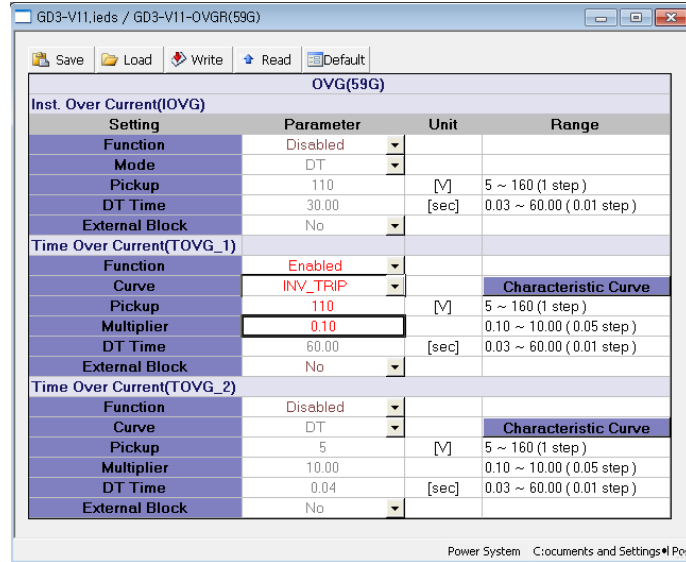 GD3-V11.ieds / GD3-V11-OVGR(59G)
Save Load Write Read Default
OVG(59G)
Inst. Over Current(IOVG)
Setting Parameter Unit Range
Function Disabled
Mode DT
Pickup 110 [V] 5 ~ 160 (1 step )
DT Time 30.00 [sec] 0.03 ~ 60.00 ( 0.01 step )
External Block No
Time Over Current(TOVG_1)
Function Enabled
Curve INV_TRIP Characteristic Curve
Pickup 110 [V] 5 ~ 160 (1 step )
Multiplier 0.10 0.10 ~ 10.00 ( 0.05 step )
DT Time 60.00 [sec] 0.03 ~ 60.00 ( 0.01 step )
External Block No
Time Over Current(TOVG_2)
Function Disabled
Curve DT Characteristic Curve
Pickup 5 [V] 5 ~ 160 (1 step )
Multiplier 10.00 0.10 ~ 10.00 ( 0.05 step )
DT Time 0.04 [sec] 0.03 ~ 60.00 ( 0.01 step )
External Block No
Power System C:ocuments and Settings